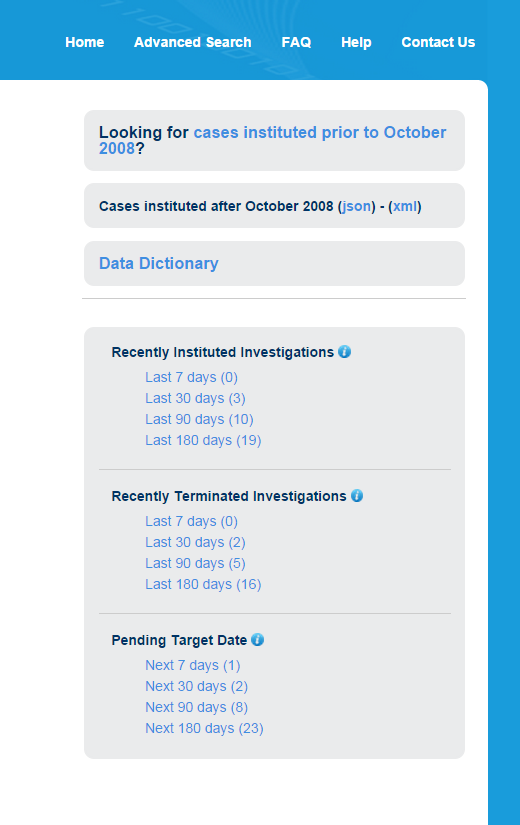 Home Advanced Search FAQ Help Contact Us
Looking for cases instituted prior to October
2008?
Cases instituted after October 2008 (json) - (xml)
Data Dictionary
Recently Instituted Investigations
Last 7 days (0)
Last 30 days (3)
Last 90 days (10)
Last 180 days (19)
Recently Terminated Investigations
Last 7 days (0)
Last 30 days (2)
Last 90 days (5)
Last 180 days (16)
Pending Target Date
Next 7 days (1)
Next 30 days (2)
Next 90 days (8)
Next 180 days (23)